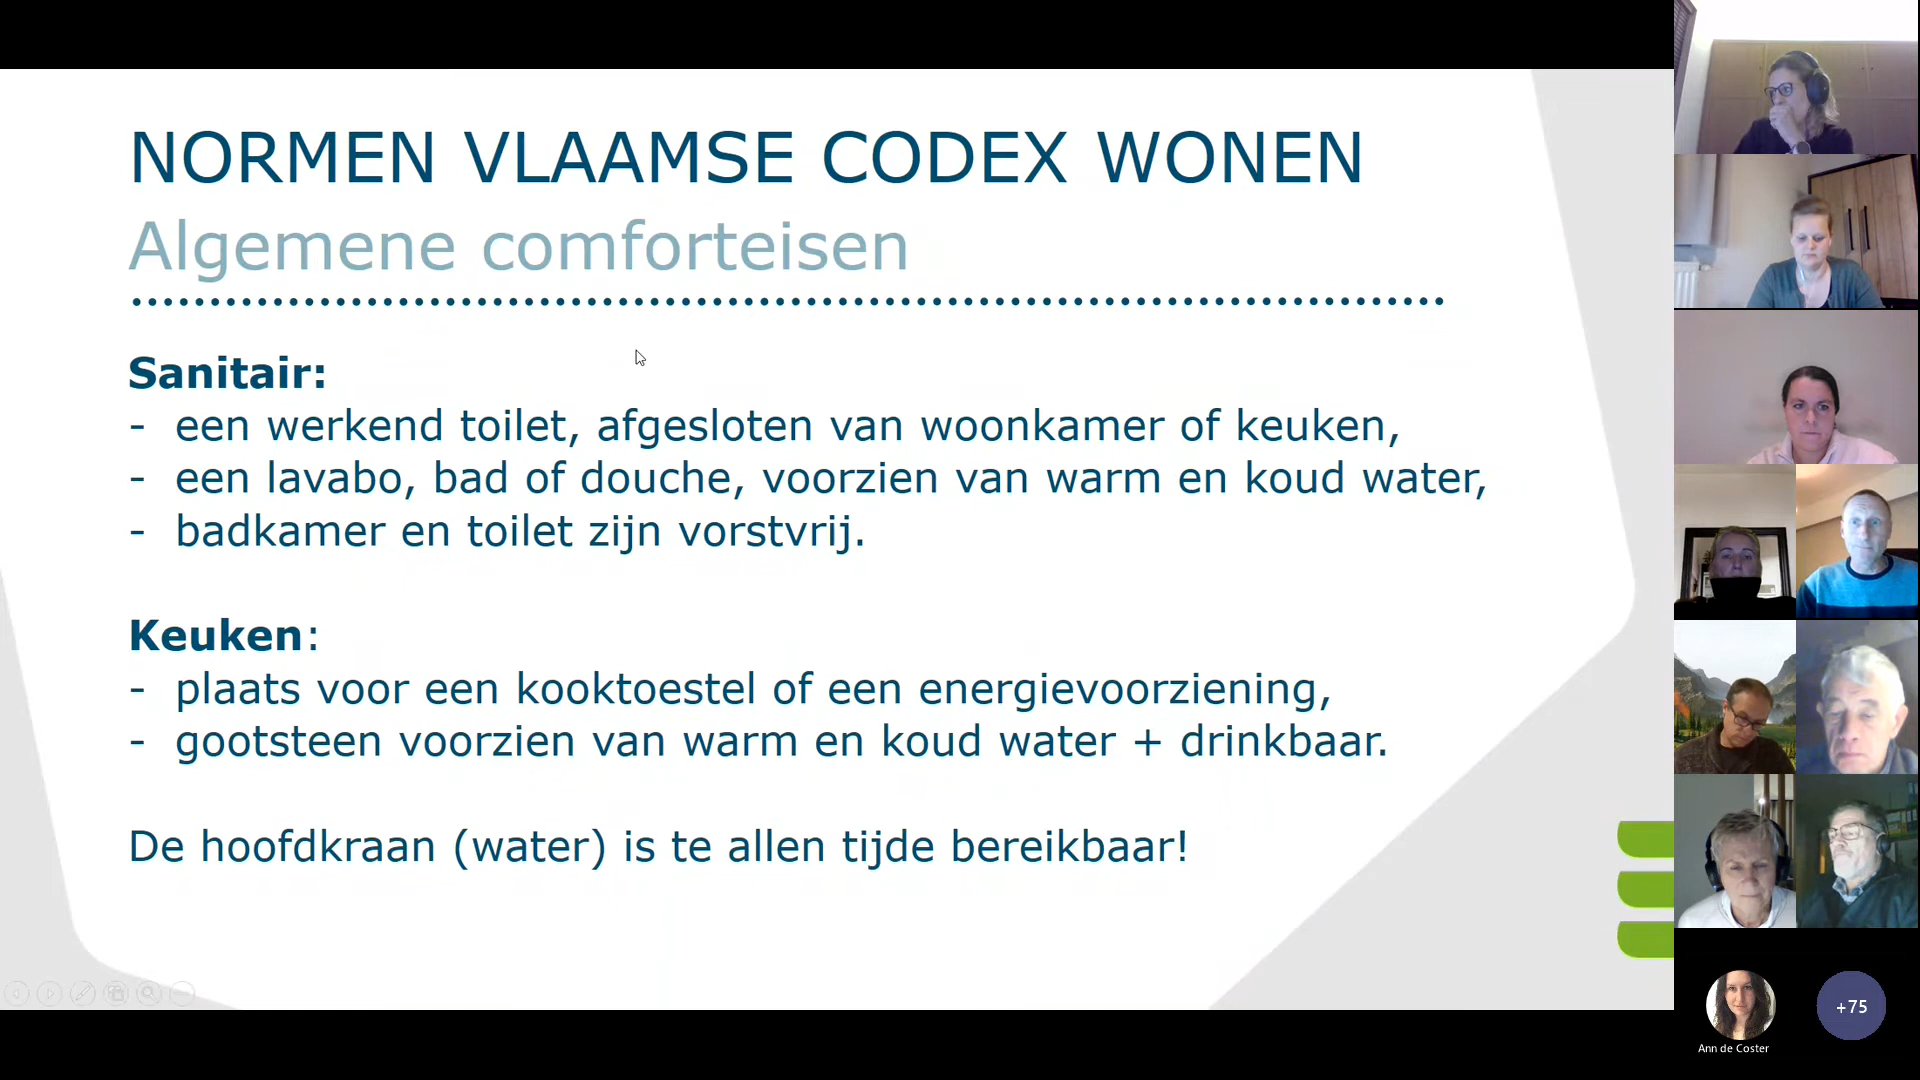 NORMEN VLAAMSE CODEX WONEN
Algemene comforteisen
Sanitair:
- een werkend toilet, afgesloten van woonkamer of keuken,
- een lavabo, bad of douche, voorzien van warm en koud water,
- badkamer en toilet zijn vorstvrij.
Keuken:
- plaats voor een kooktoestel of een energievoorziening,
- gootsteen voorzien van warm en koud water + drinkbaar.
De hoofdkraan (water) is te allen tijde bereikbaar!
+75
Ann de Coster